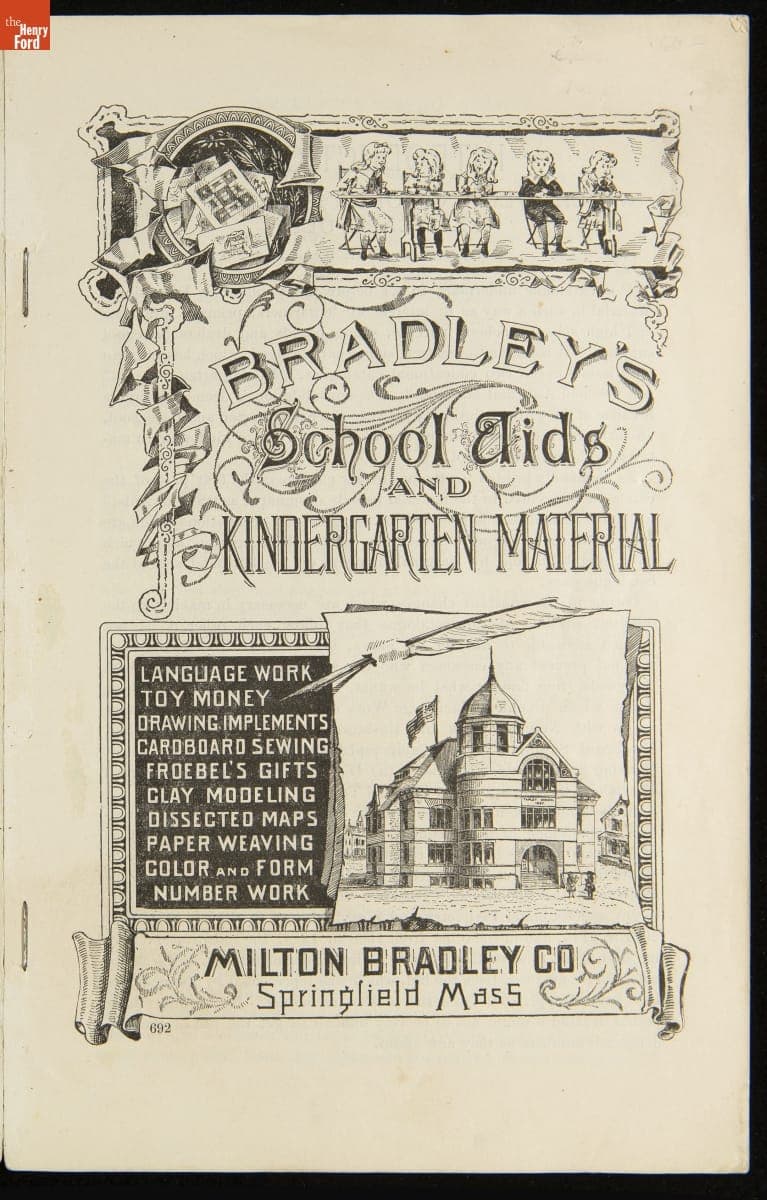 the
Henry
Ford
BRADLEY'S
School Aids
AND
KINDERGARTEN MATERIAL
LANGUAGE WORK
TOY MONEY
DRAWING IMPLEMENTS
CARDBOARD SEWING
FROEBEL'S GIFTS
CLAY MODELING
DISSECTED MAPS
PAPER WEAVING
COLOR AND FORM
NUMBER WORK
MILTON BRADLEY CO
Springfield Mass
692